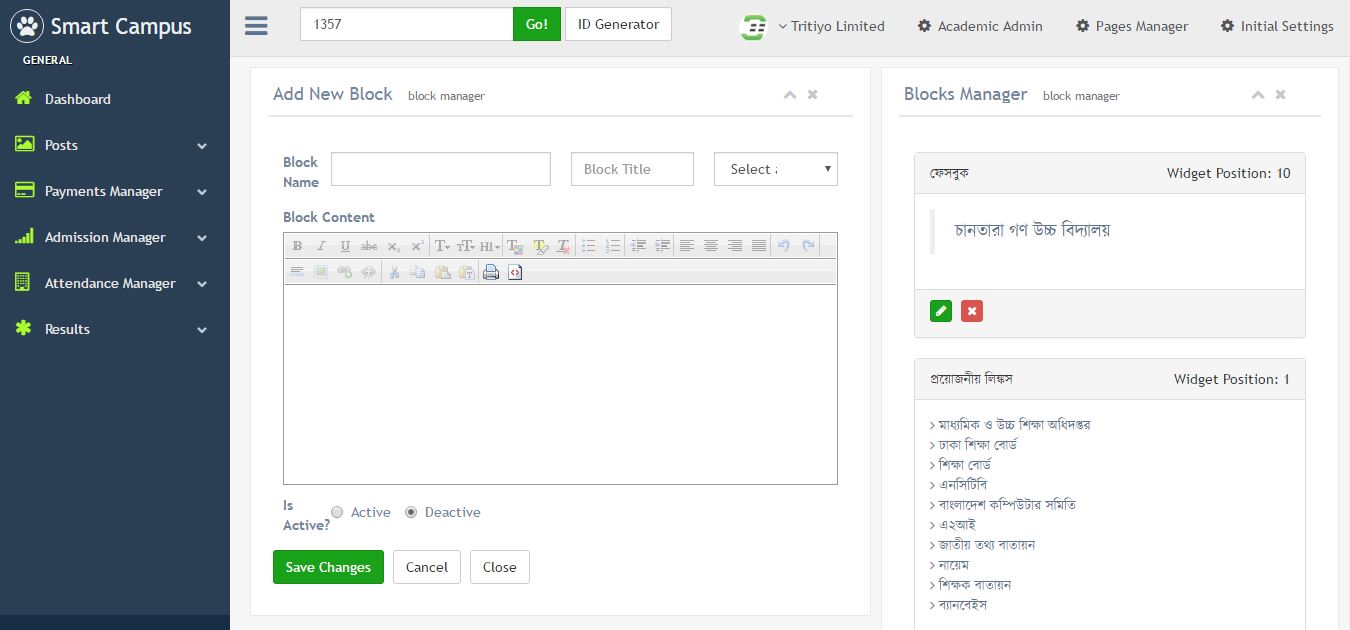 Smart Campus
1357
Go!
ID Generator
Tritiyo Limited
Academic Admin
Pages Manager
Initial Settings
GENERAL
Dashboard
Posts
Payments Manager
Admission Manager
Attendance Manager
Results
Add New Block block manager
Block Name
Block Title
Select a
Block Content
Is Active?
Active
Deactive
Save Changes
Cancel
Close
Blocks Manager block manager
ফেসবুক
Widget Position: 10
চানতারা গণ উচ্চ বিদ্যালয়
প্রয়োজনীয় লিঙ্কস
Widget Position: 1
> মাধ্যমিক ও উচ্চ শিক্ষা অধিদপ্তর
> ঢাকা শিক্ষা বোর্ড
> শিক্ষা বোর্ড
> এনসিটিবি
> বাংলাদেশ কম্পিউটার সমিতি
> এ২আই
> জাতীয় তথ্য বাতায়ন
> নায়েম
> শিক্ষক বাতায়ন
> ব্যানবেইস